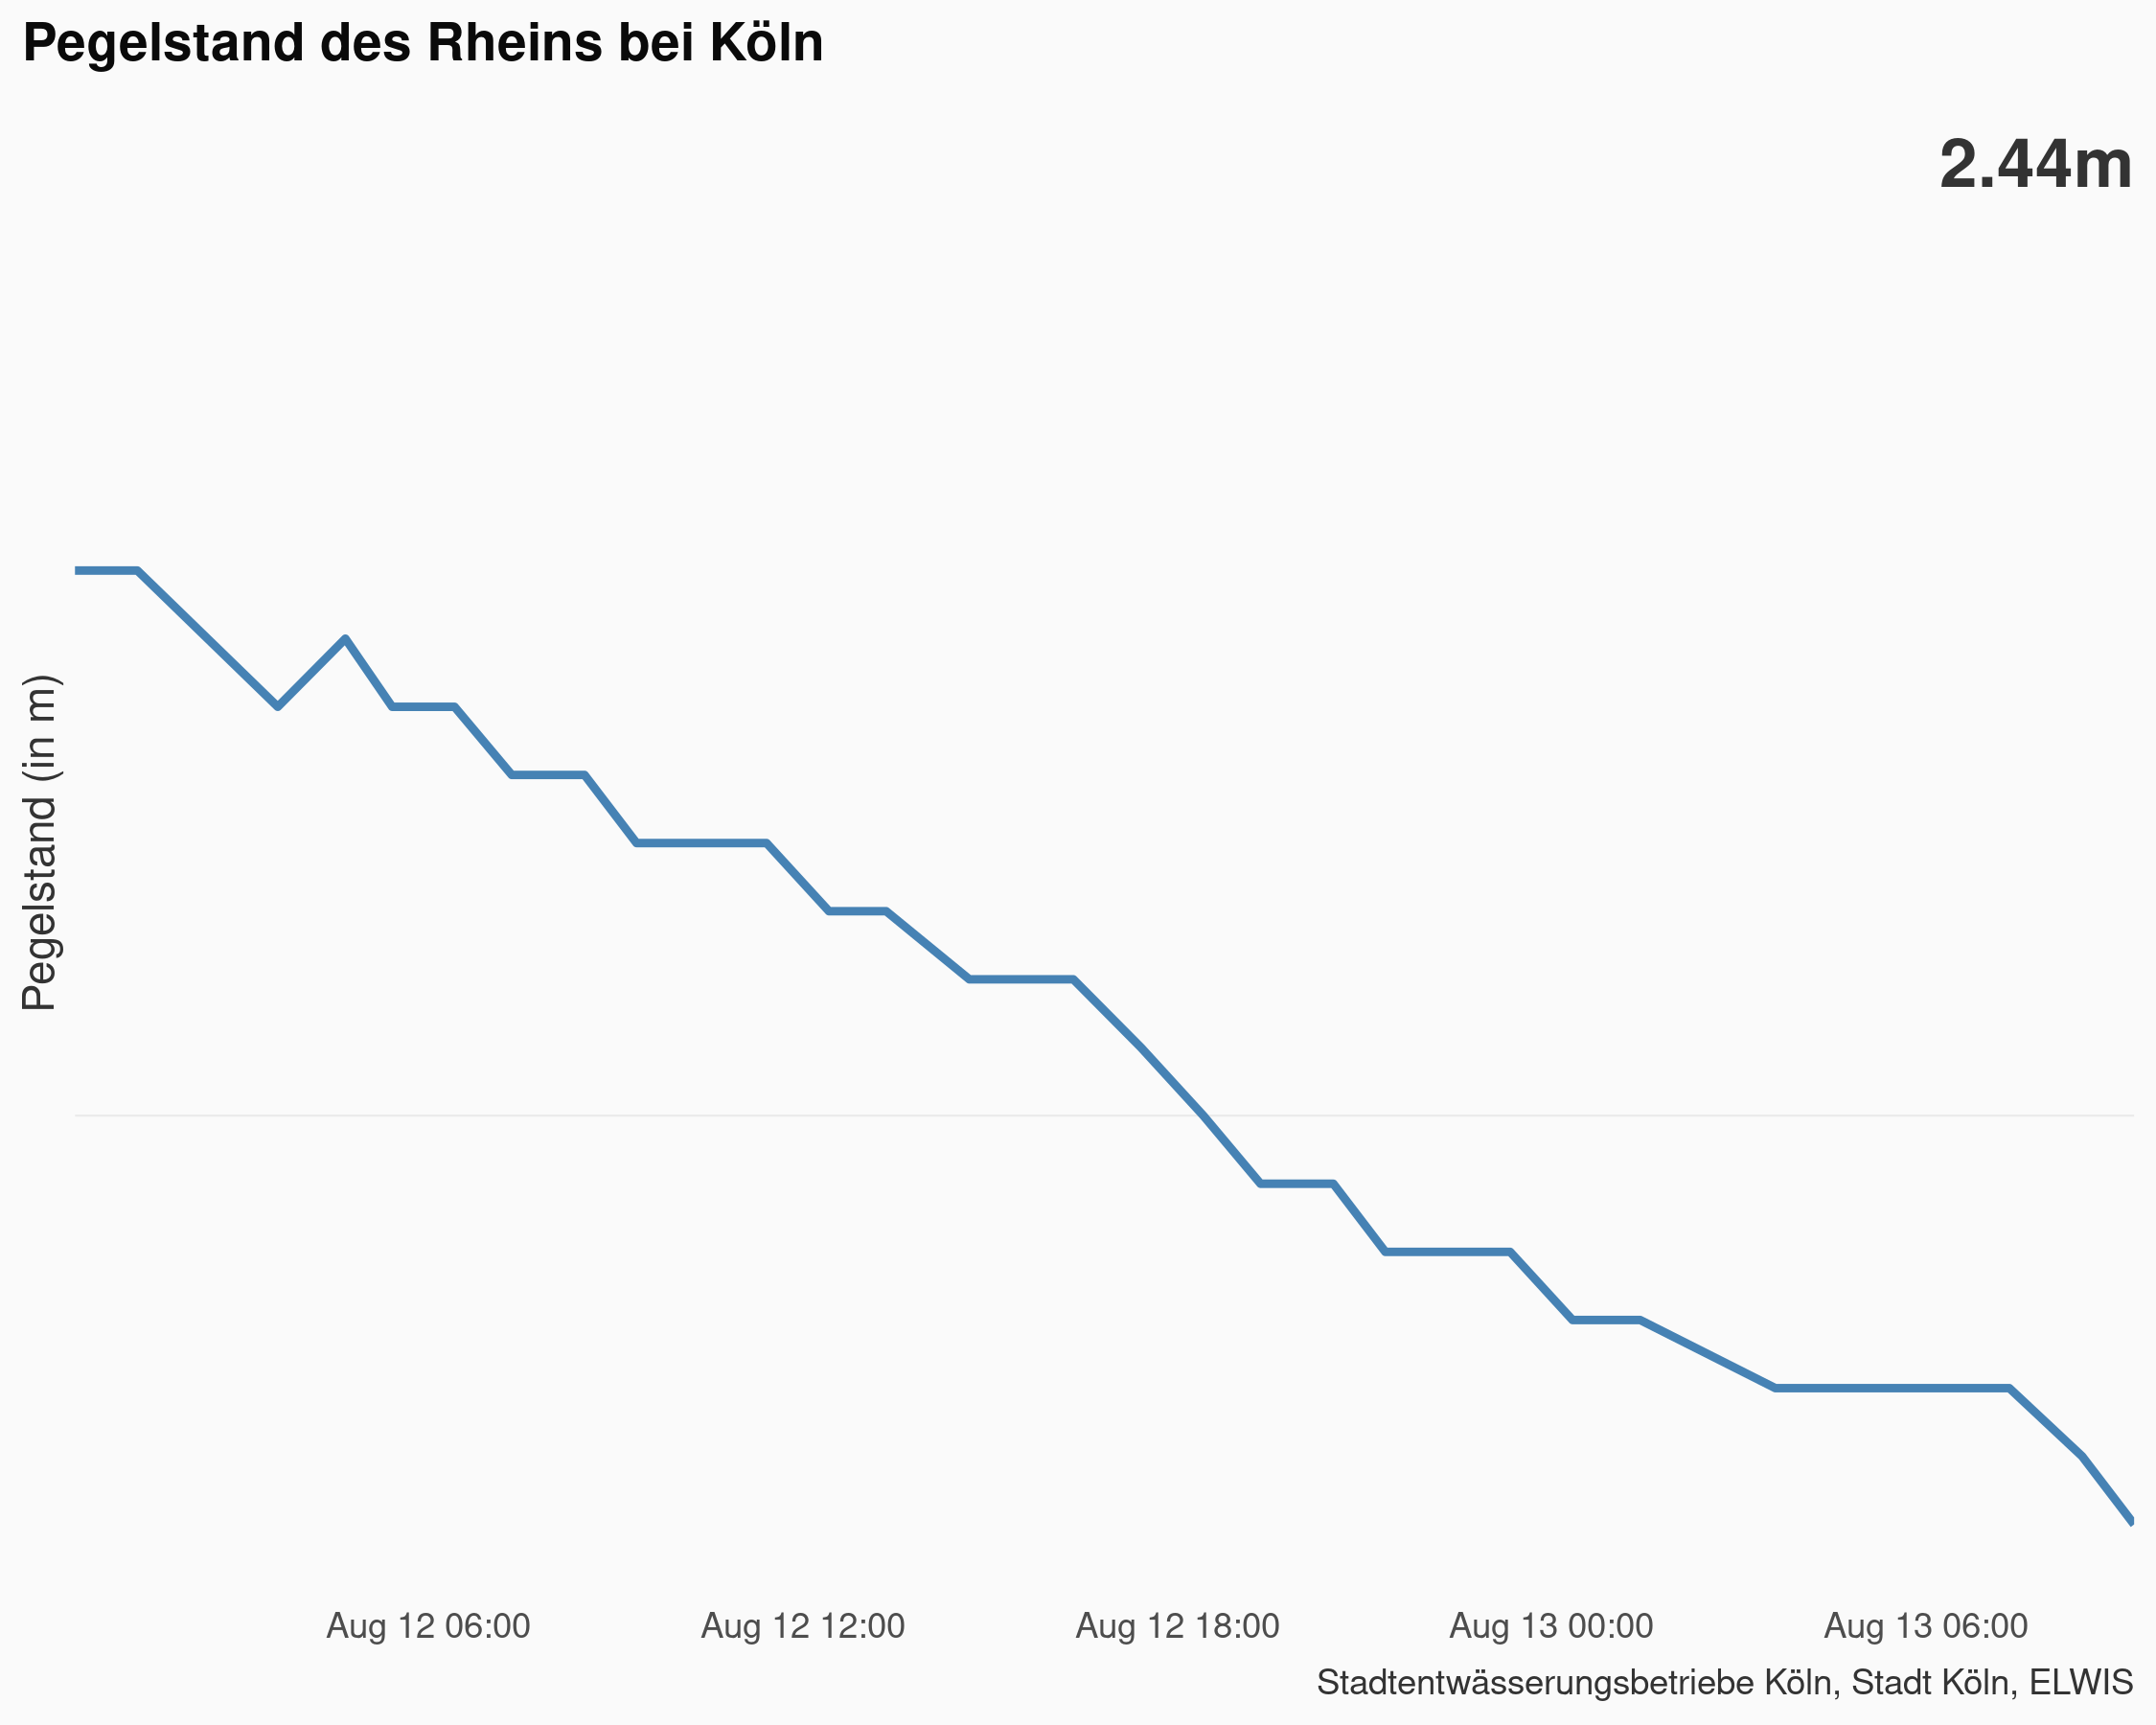 Pegelstand des Rheins bei Köln
2.44m
Pegelstand (in m)
Aug 12 06:00 Aug 12 12:00 Aug 12 18:00 Aug 13 00:00 Aug 13 06:00
Stadtentwässerungsbetriebe Köln, Stadt Köln, ELWIS